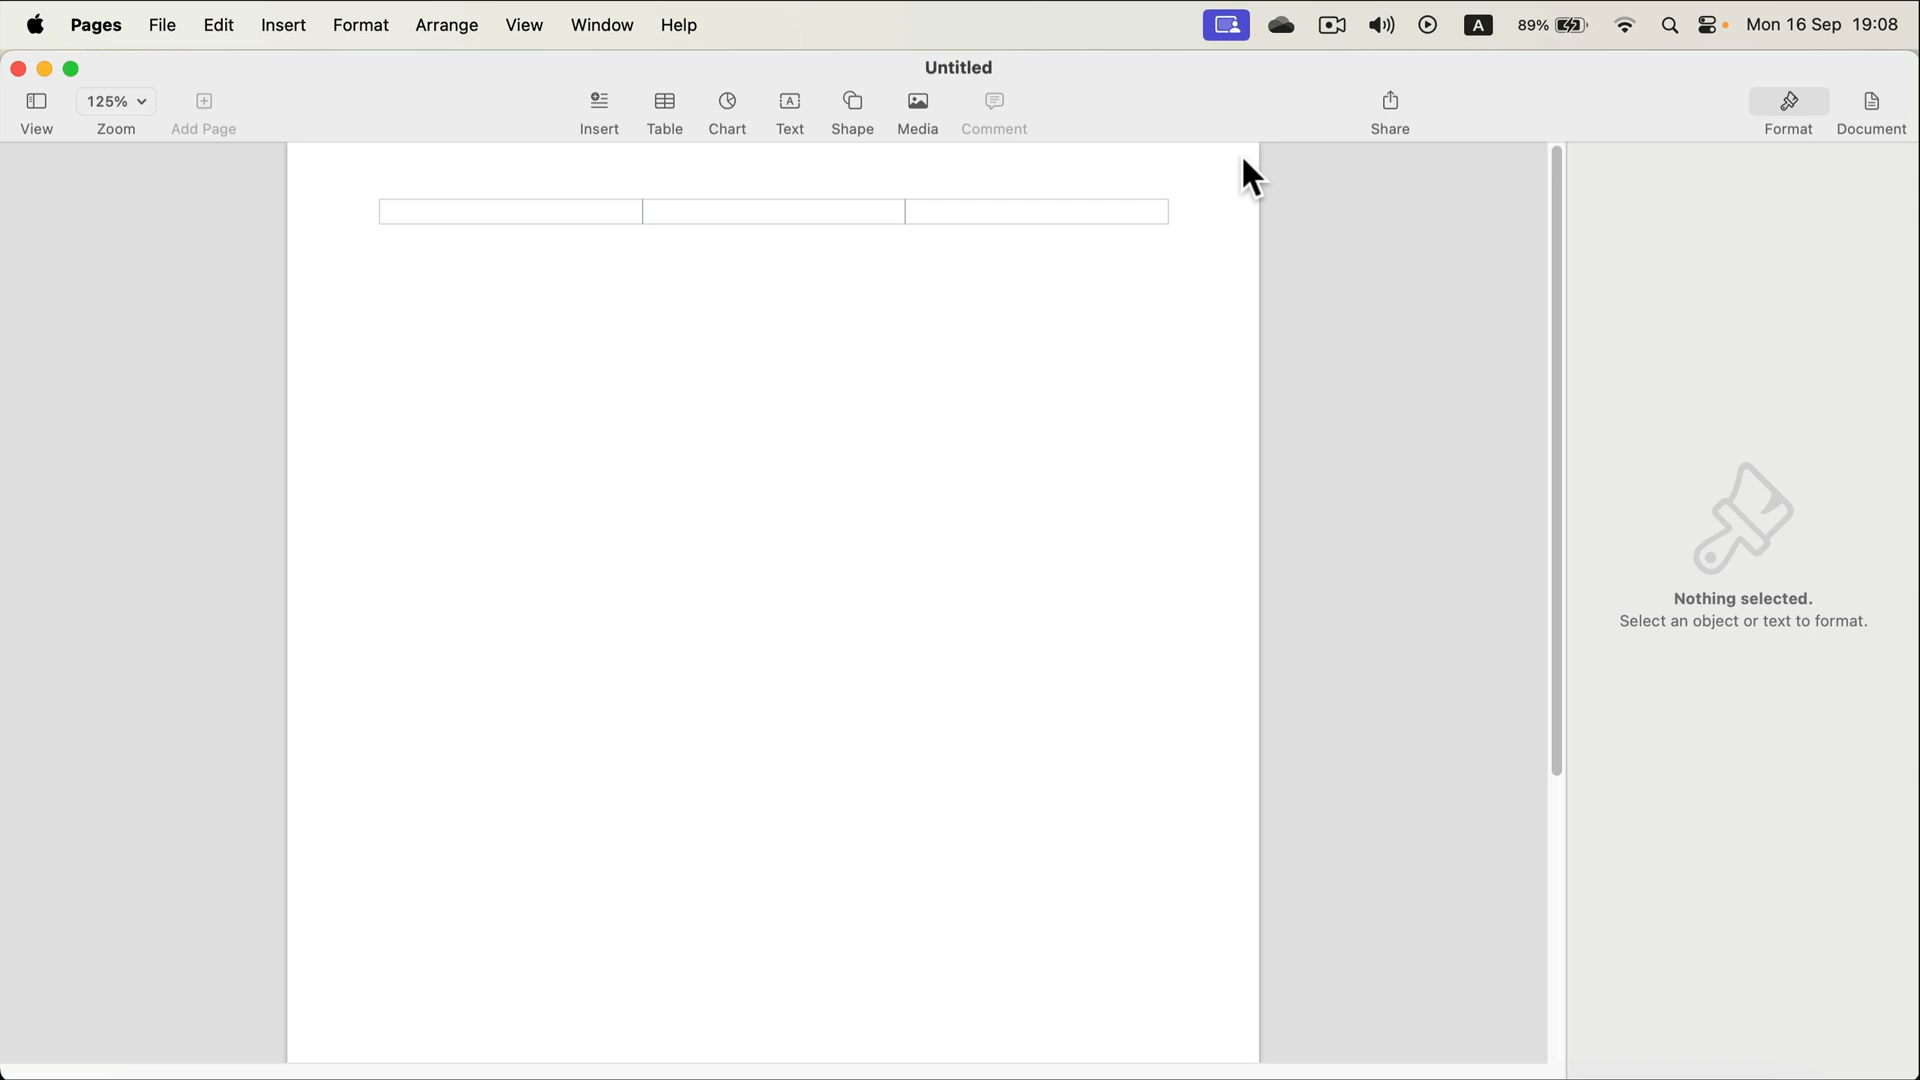 Pages File Edit Insert Format Arrange View Window Help A 89% Mon 16 Sep 19:08
Untitled
125%
View Zoom Add Page Insert Table Chart Text Shape Media Comment Share Format Document
Nothing selected.
Select an object or text to format.